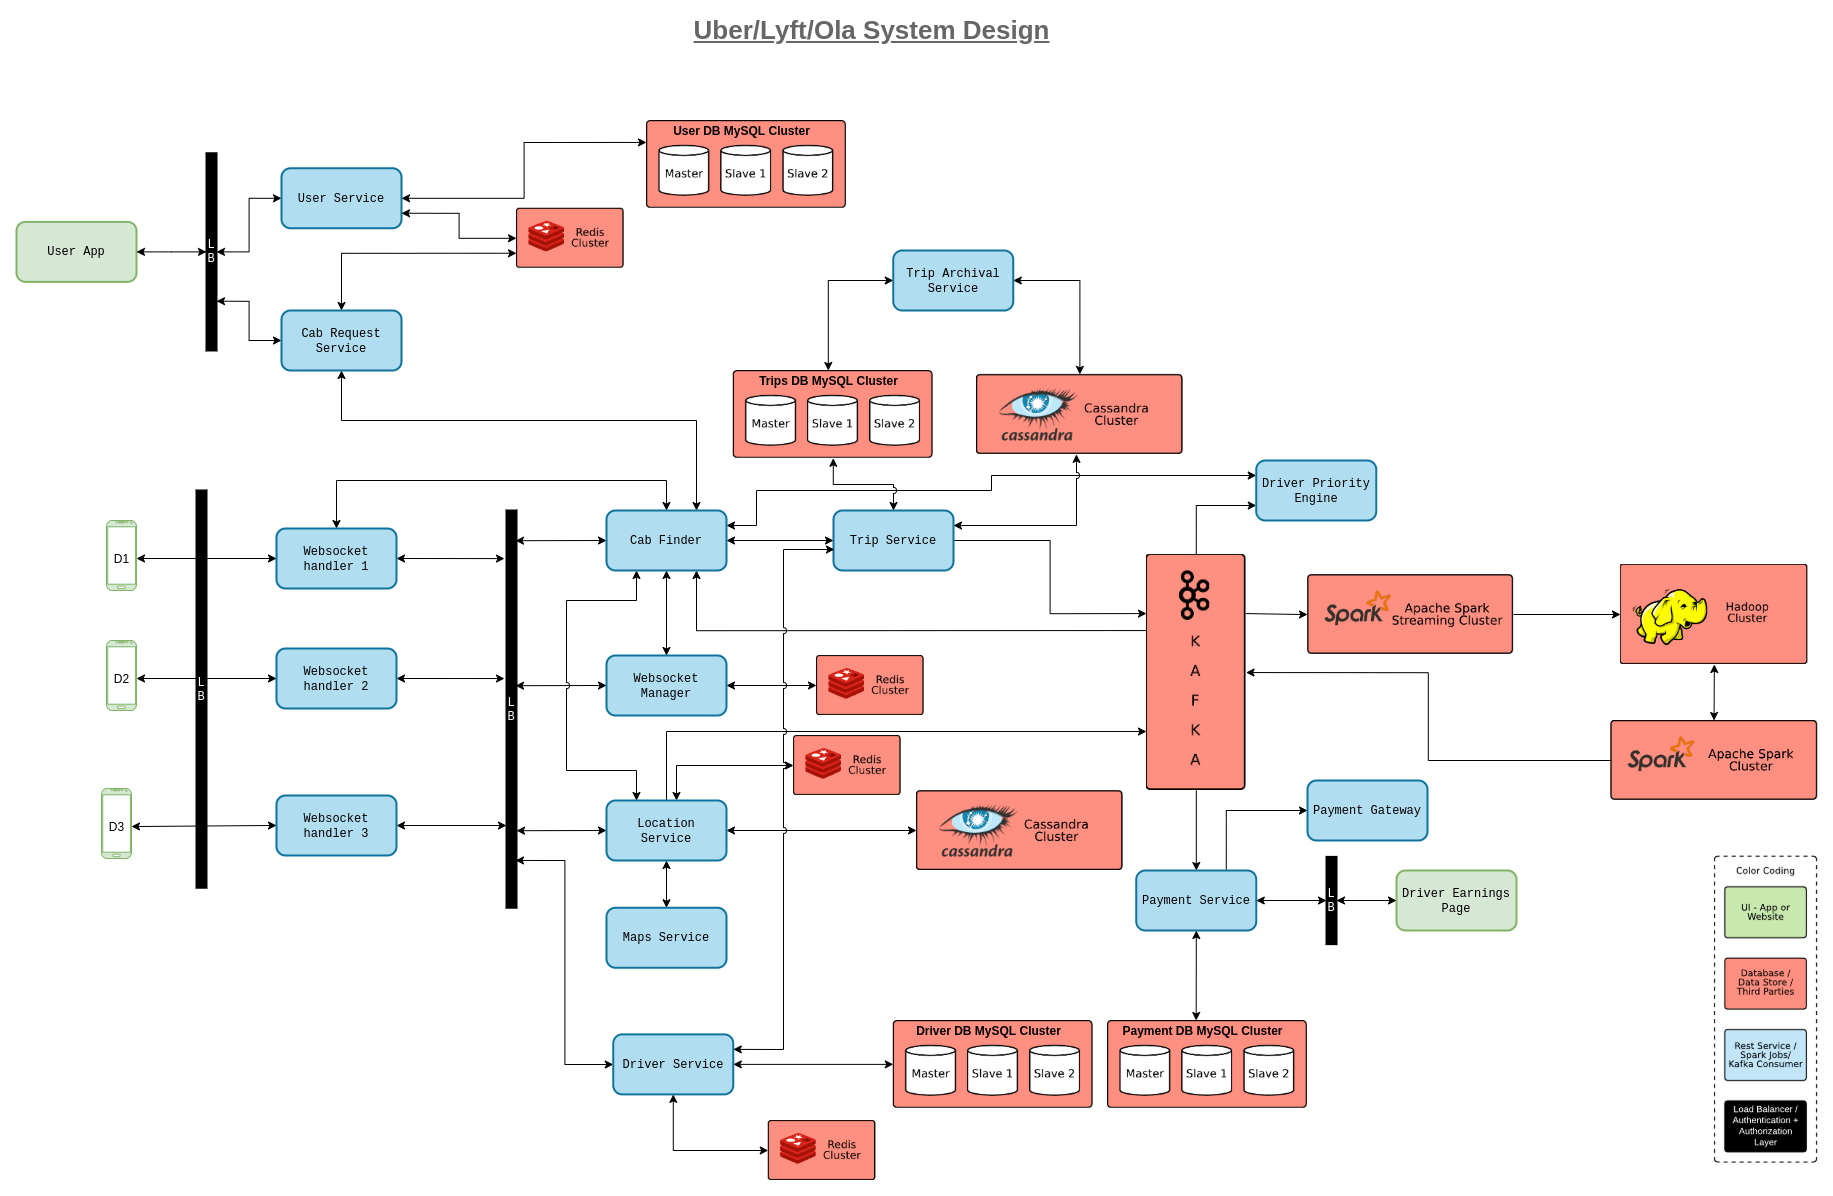 Uber/Lyft/Ola System Design
User DB MySQL Cluster
Master
Slave 1
Slave 2
User Service
Redis
Cluster
User App
L
B
Cab Request
Service
Trip Archival
Service
Trips DB MySQL Cluster
Master
Slave 1
Slave 2
cassandra
Cassandra
Cluster
Driver Priority
Engine
D1
Websocket
handler 1
Cab Finder
Trip Service
K
A
F
K
A
Spark
Apache Spark
Streaming Cluster
Hadoop
Cluster
D2
L
B
Websocket
handler 2
L
B
Websocket
Manager
Redis
Cluster
Redis
Cluster
Spark
Apache Spark
Cluster
D3
Websocket
handler 3
Location
Service
cassandra
Cassandra
Cluster
Payment Gateway
Maps Service
Payment Service
L
B
Driver Earnings
Page
Driver Service
Driver DB MySQL Cluster
Master
Slave 1
Slave 2
Payment DB MySQL Cluster
Master
Slave 1
Slave 2
Redis
Cluster
Color Coding
UI - App or
Website
Database /
Data Store /
Third Parties
Rest Service /
Spark Jobs/
Kafka Consumer
Load Balancer /
Authentication +
Authorization
Layer